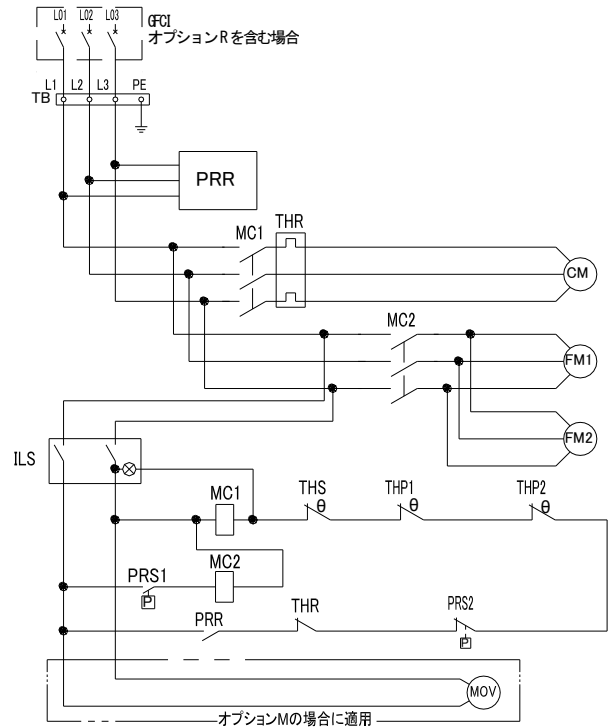 L01 L02 L03
GFCI
オプションRを含む場合
L1 L2 L3 PE
TB
PRR
MC1 THR
CM
MC2
FM1
FM2
ILS
MC1 THS THP1 THP2
θ θ θ
MC2
PRS1
P
PRR THR PRS2
P
MOV
オプションMの場合に適用